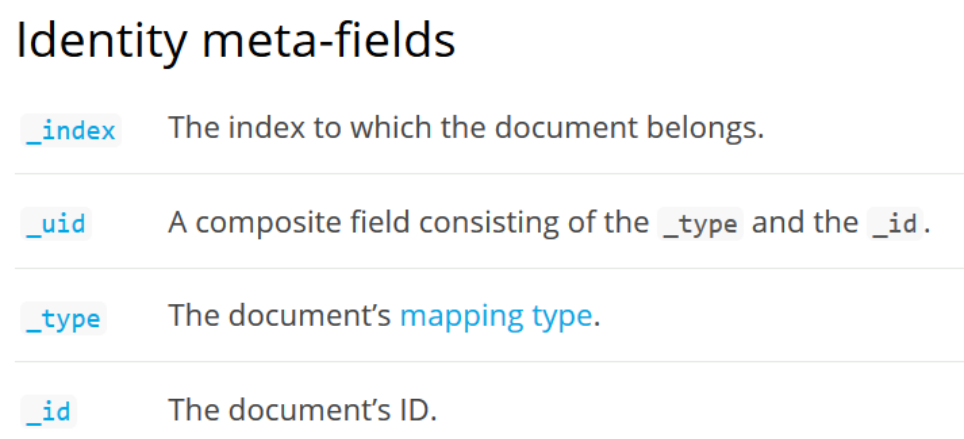 Identity meta-fields
_index The index to which the document belongs.
_uid A composite field consisting of the _type and the _id.
_type The document’s mapping type.
_id The document’s ID.